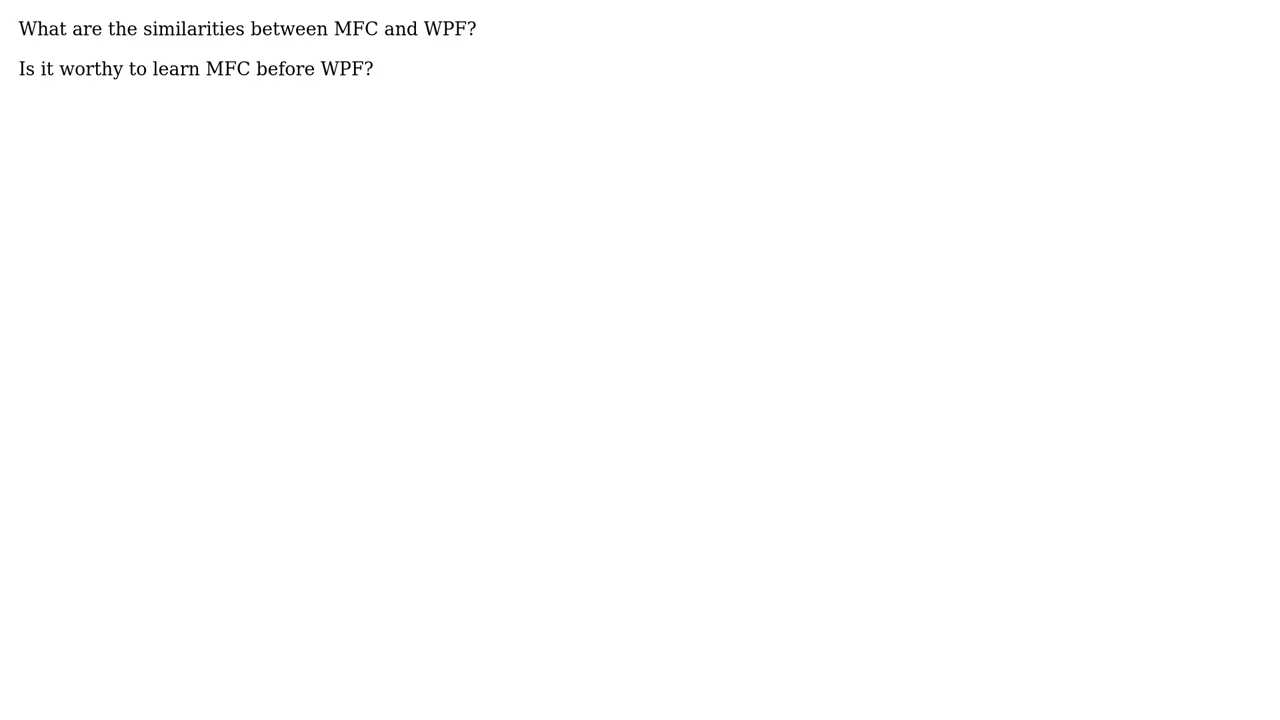 What are the similarities between MFC and WPF?
Is it worthy to learn MFC before WPF?